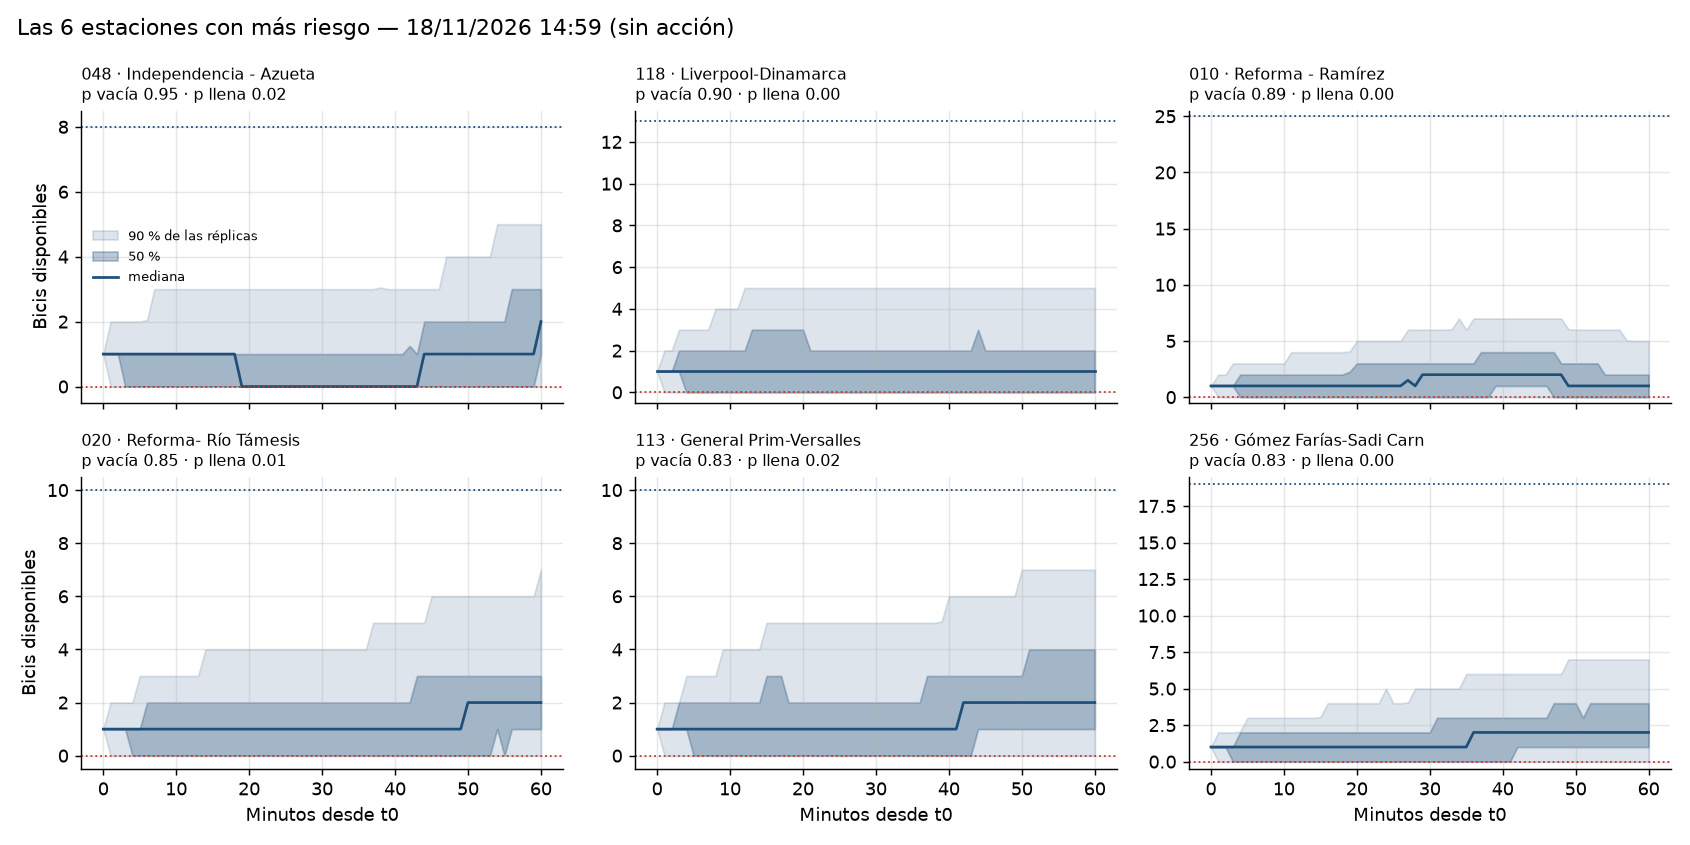 Las 6 estaciones con más riesgo — 18/11/2026 14:59 (sin acción)
048 · Independencia - Azueta
p vacía 0.95 · p llena 0.02
8
6
4
2
0
Bicis disponibles
90 % de las réplicas
50 %
mediana
118 · Liverpool-Dinamarca
p vacía 0.90 · p llena 0.00
12
10
8
6
4
2
0
010 · Reforma - Ramírez
p vacía 0.89 · p llena 0.00
25
20
15
10
5
0
020 · Reforma- Río Támesis
p vacía 0.85 · p llena 0.01
10
8
6
4
2
0
Bicis disponibles
0 10 20 30 40 50 60
Minutos desde t0
113 · General Prim-Versalles
p vacía 0.83 · p llena 0.02
10
8
6
4
2
0
0 10 20 30 40 50 60
Minutos desde t0
256 · Gómez Farías-Sadi Carn
p vacía 0.83 · p llena 0.00
17.5
15.0
12.5
10.0
7.5
5.0
2.5
0.0
0 10 20 30 40 50 60
Minutos desde t0